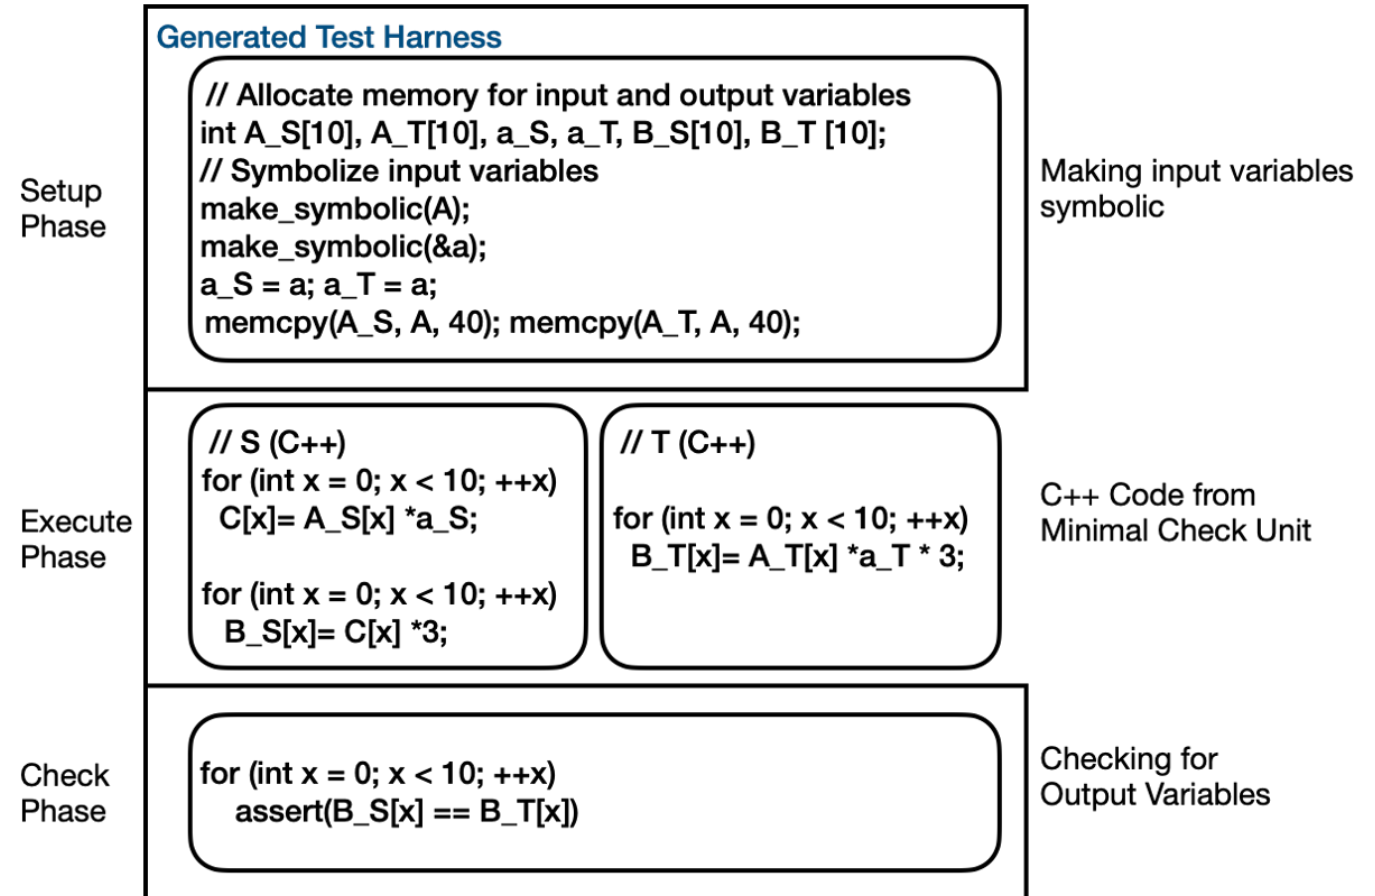 Generated Test Harness
Setup
Phase
// Allocate memory for input and output variables
int A_S[10], A_T[10], a_S, a_T, B_S[10], B_T [10];
// Symbolize input variables
make_symbolic(A);
make_symbolic(&a);
a_S = a; a_T = a;
memcpy(A_S, A, 40); memcpy(A_T, A, 40);
Making input variables
symbolic
Execute
Phase
// S (C++)
for (int x = 0; x < 10; ++x)
C[x]= A_S[x] *a_S;
for (int x = 0; x < 10; ++x)
B_S[x]= C[x] *3;
// T (C++)
for (int x = 0; x < 10; ++x)
B_T[x]= A_T[x] *a_T * 3;
C++ Code from
Minimal Check Unit
Check
Phase
for (int x = 0; x < 10; ++x)
assert(B_S[x] == B_T[x])
Checking for
Output Variables